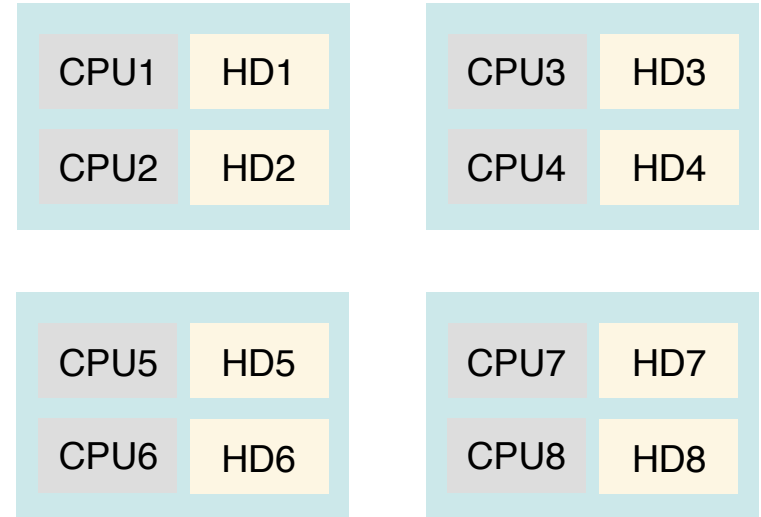 CPU1 HD1
CPU2 HD2
CPU3 HD3
CPU4 HD4
CPU5 HD5
CPU6 HD6
CPU7 HD7
CPU8 HD8